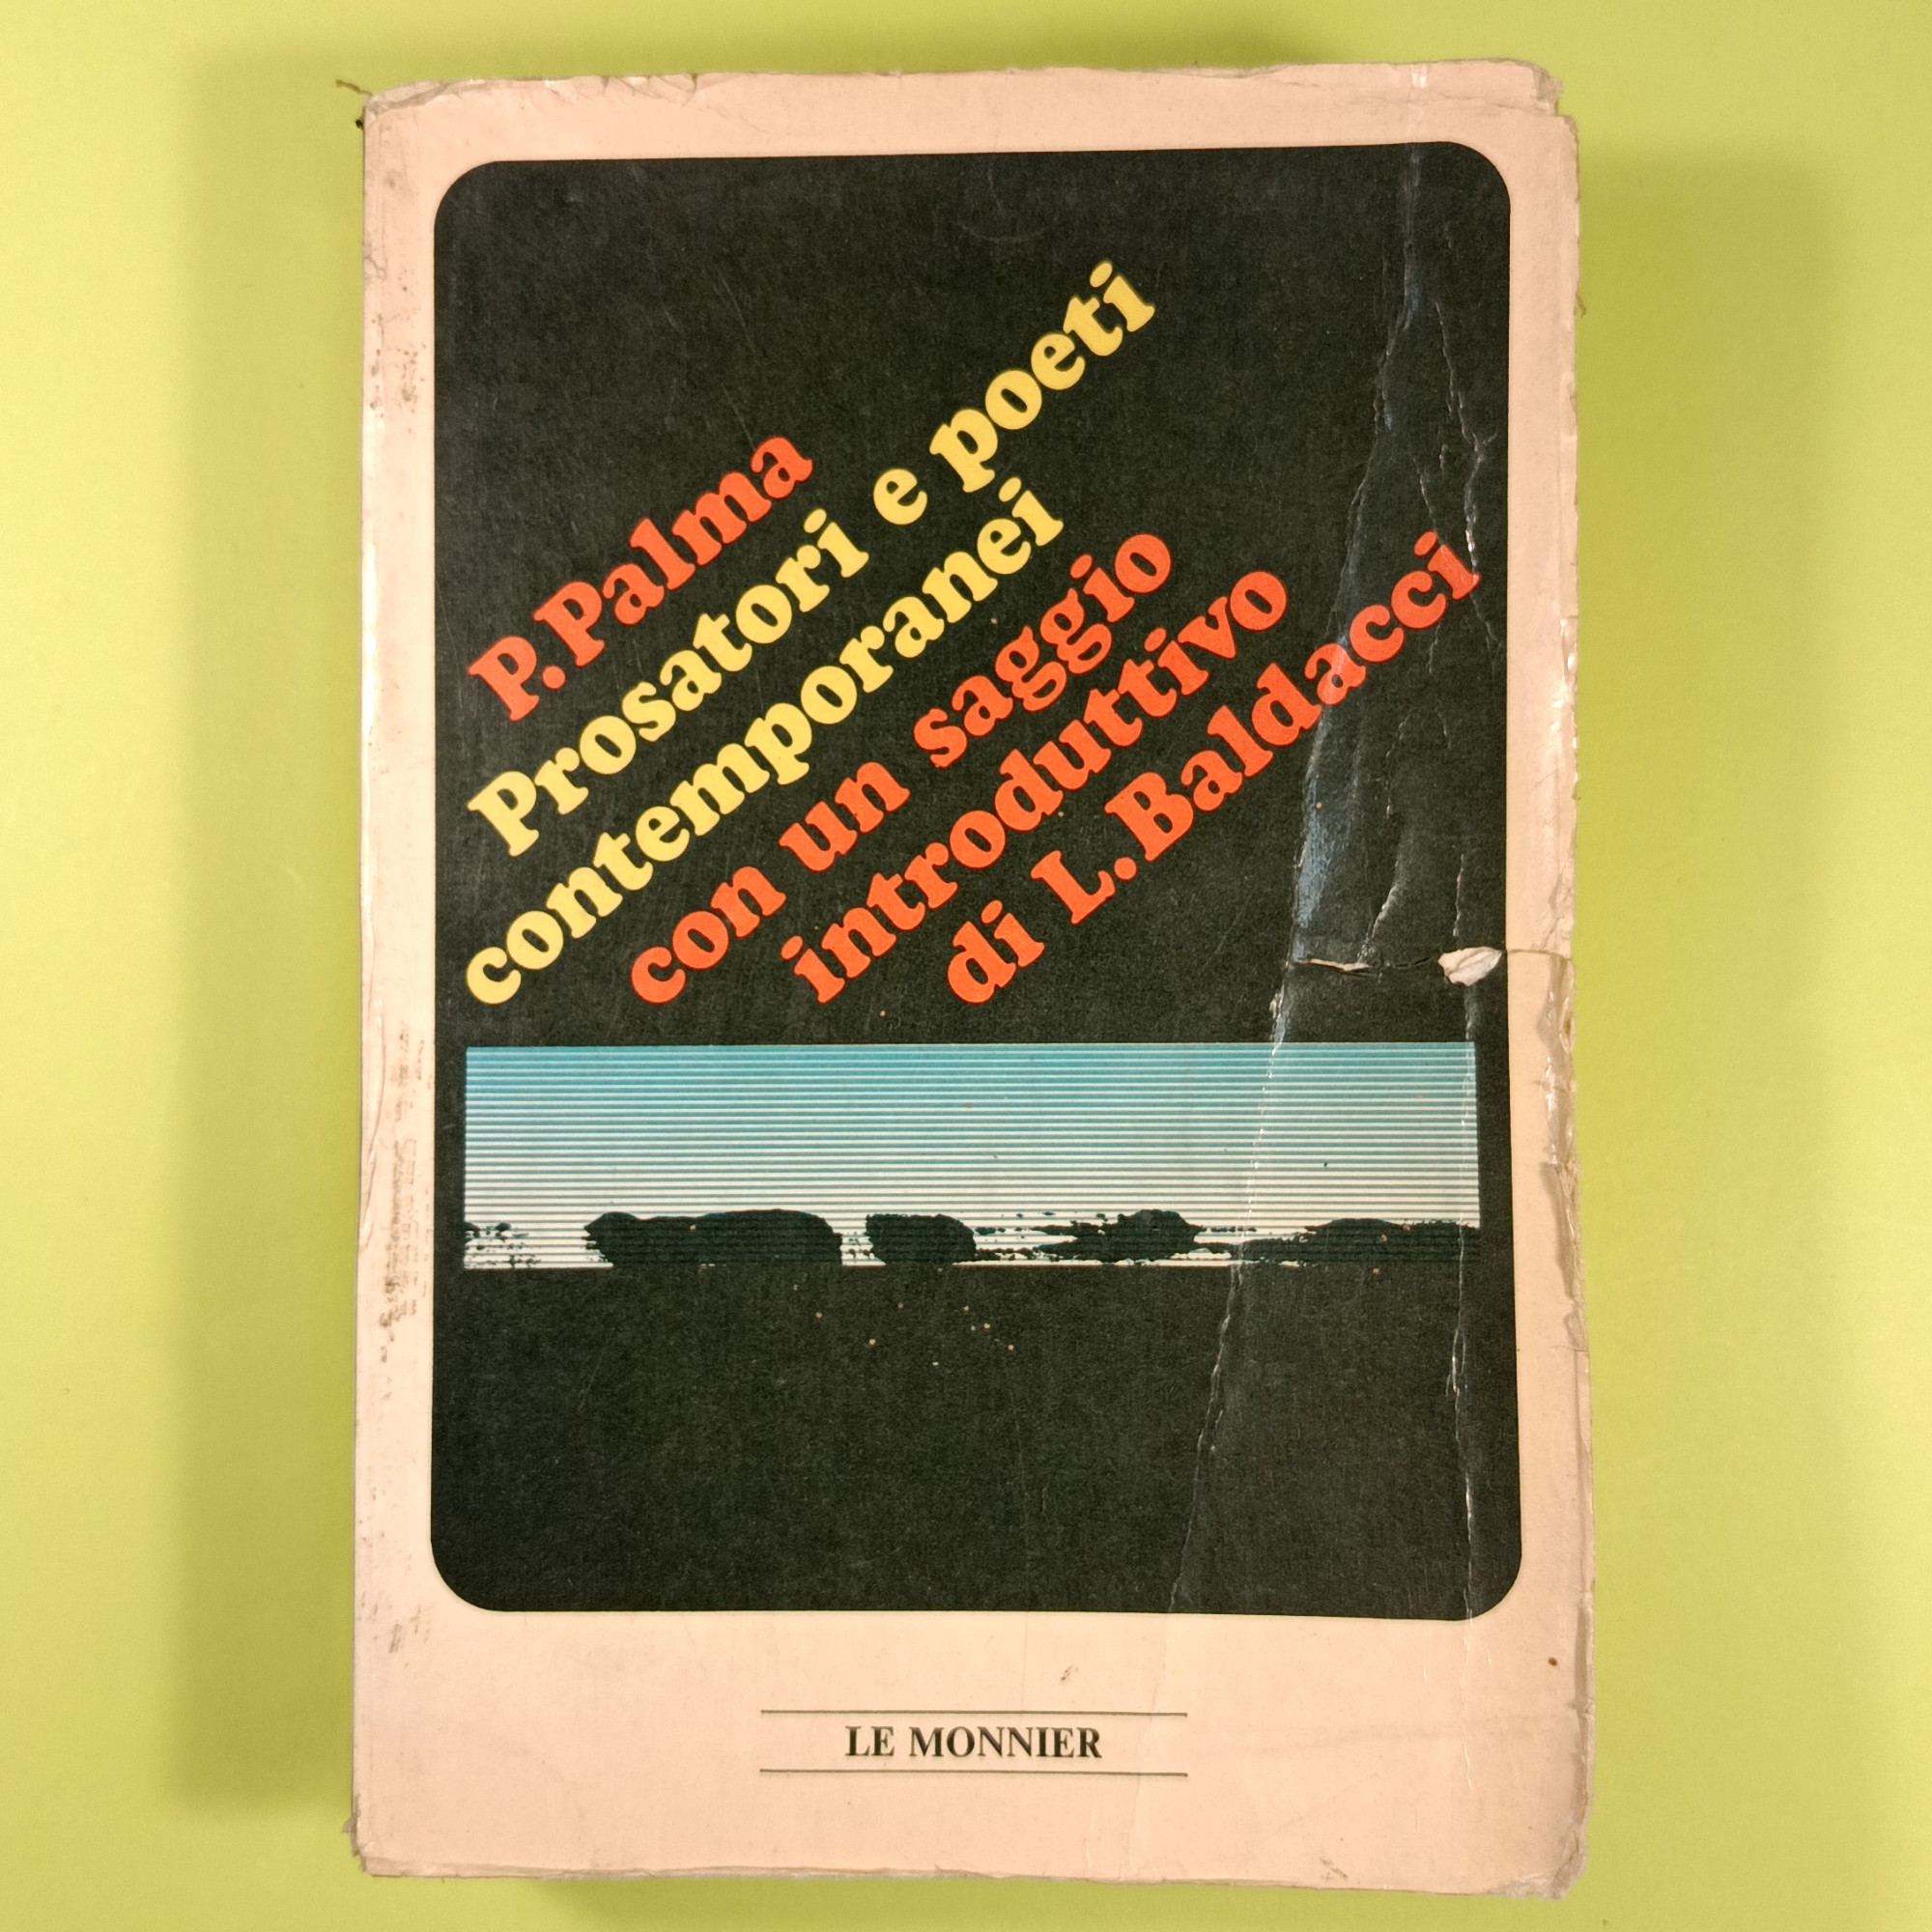 P. Palma
Prosatori e poeti
contemporanei
con un saggio
introduttivo
di L. Baldacci
LE MONNIER